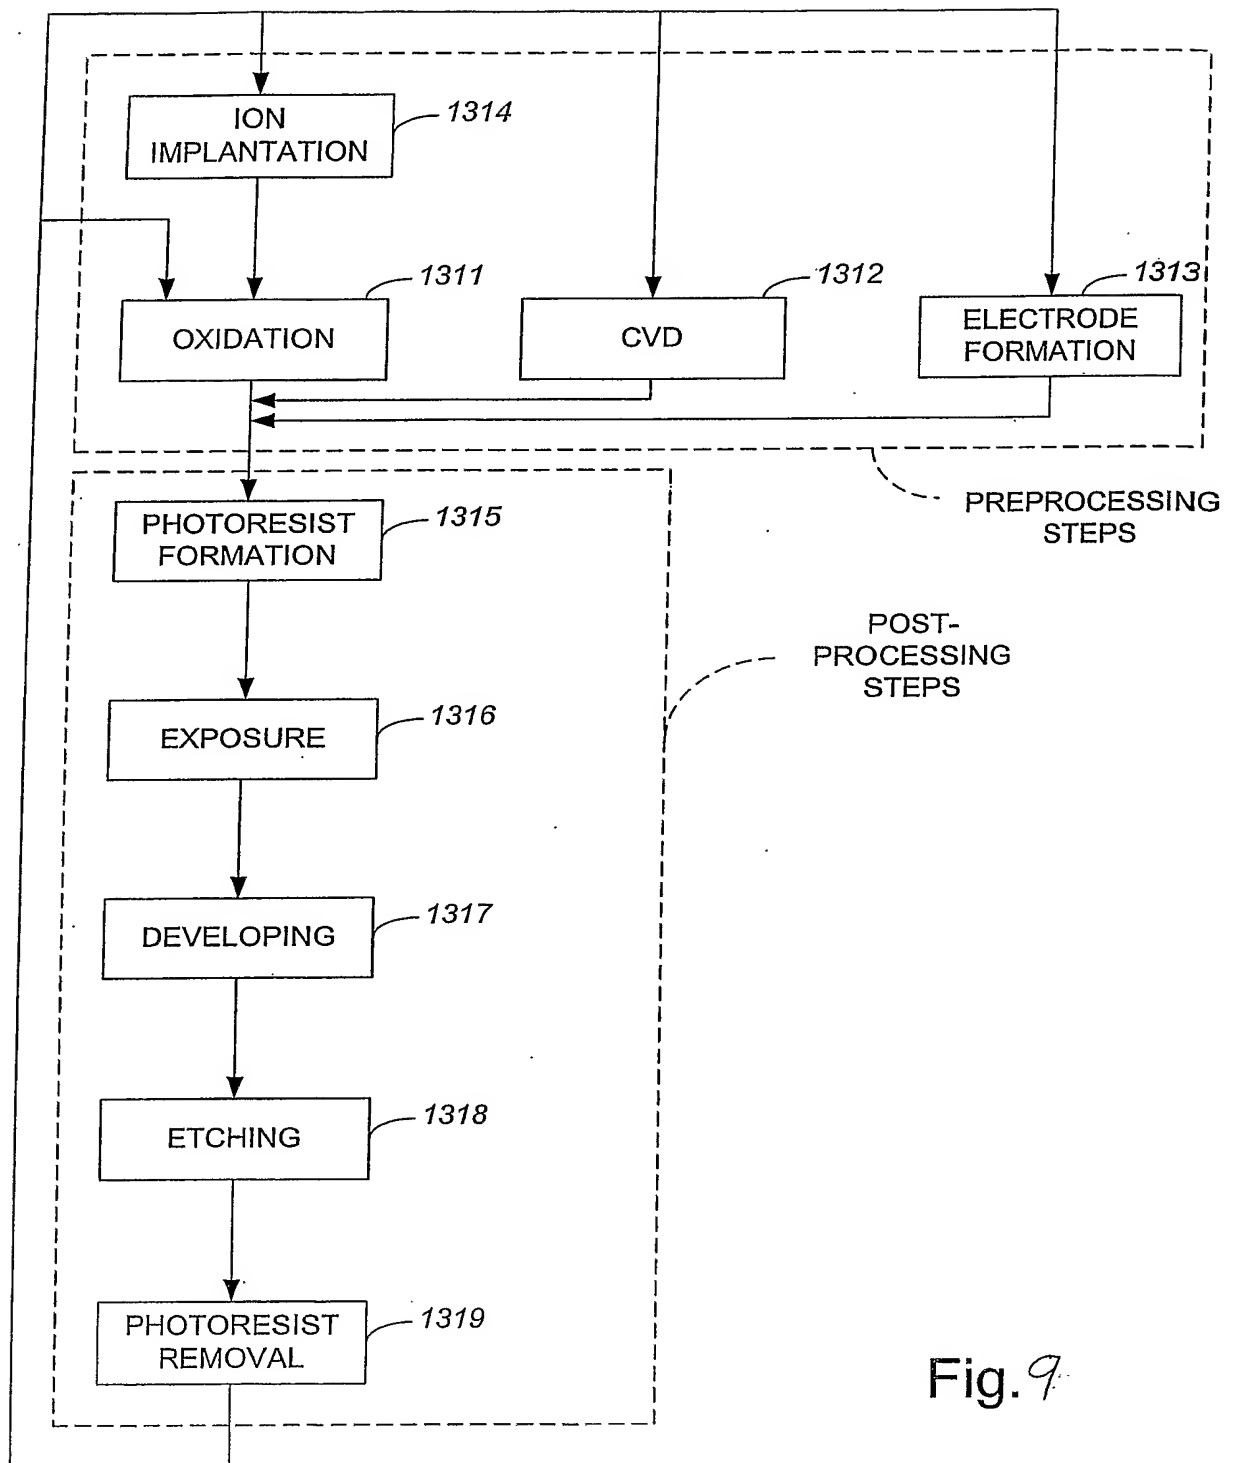 ION
IMPLANTATION
1314
1311
OXIDATION
1312
CVD
1313
ELECTRODE
FORMATION
PREPROCESSING
STEPS
PHOTORESIST
FORMATION
1315
POST-
PROCESSING
STEPS
EXPOSURE
1316
DEVELOPING
1317
ETCHING
1318
PHOTORESIST
REMOVAL
1319
Fig. 9